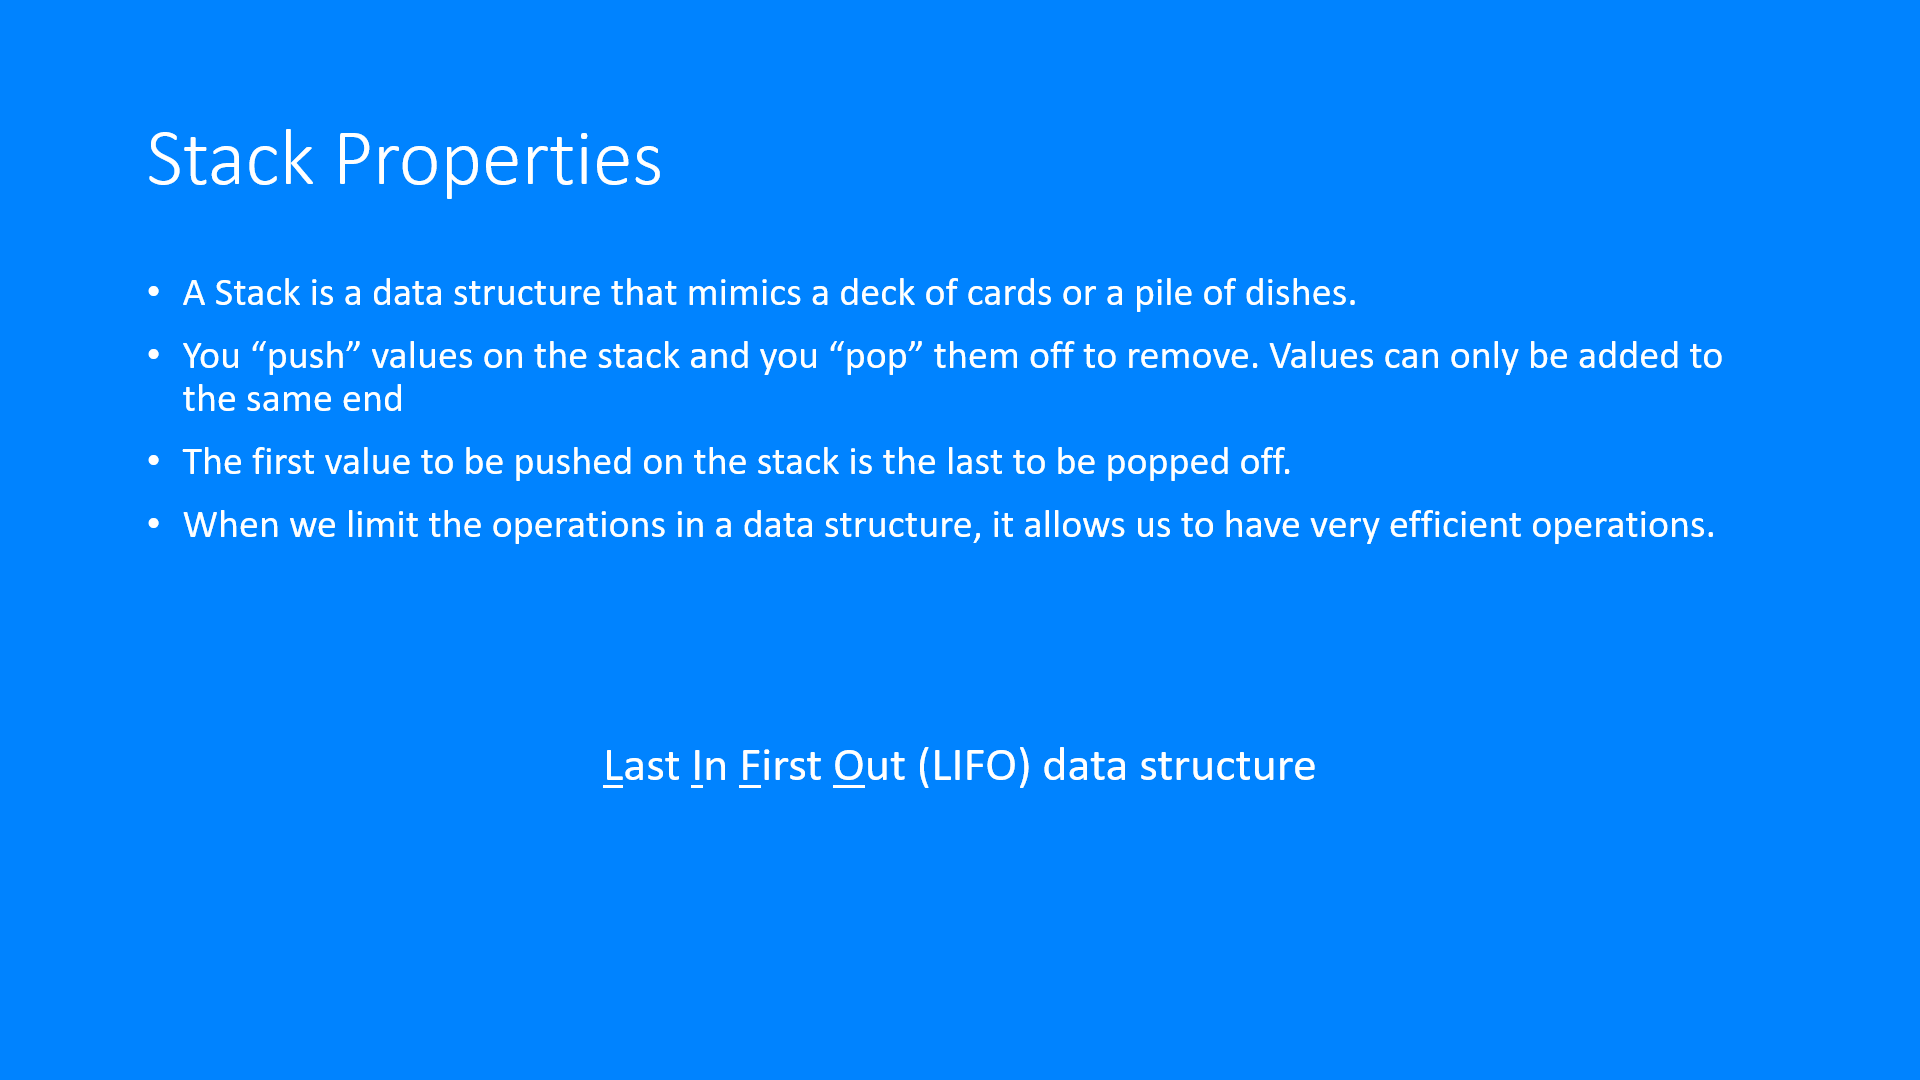 Stack Properties
• A Stack is a data structure that mimics a deck of cards or a pile of dishes.
• You “push” values on the stack and you “pop” them off to remove. Values can only be added to
the same end
• The first value to be pushed on the stack is the last to be popped off.
• When we limit the operations in a data structure, it allows us to have very efficient operations.
Last In First Out (LIFO) data structure